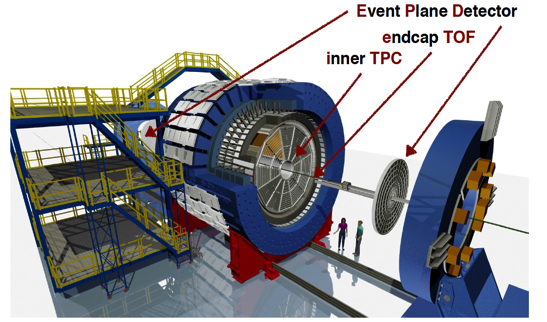 Event Plane Detector
endcap TOF
inner TPC